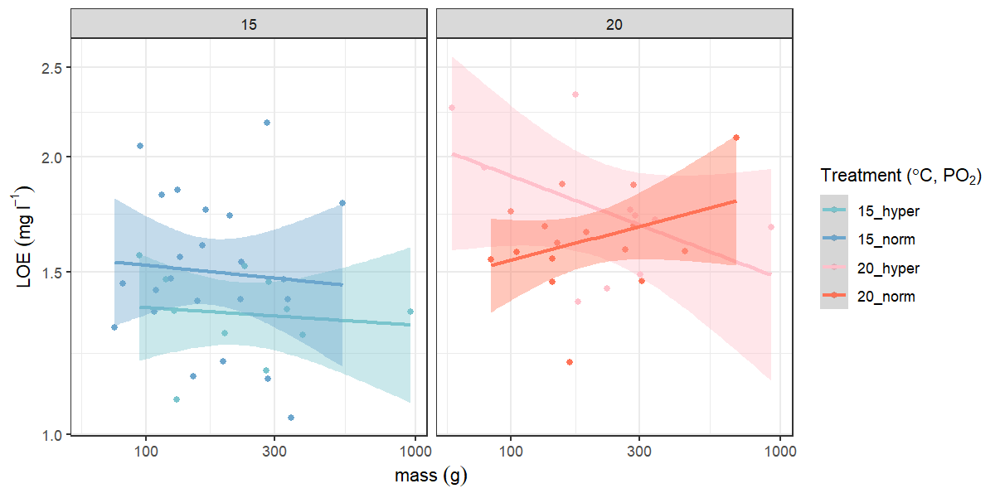 15
20
2.5
2.0
1.5
1.0
LOE (mg l⁻¹)
100
300
1000
100
300
1000
mass (g)
Treatment (°C, PO₂)
15_hyper
15_norm
20_hyper
20_norm